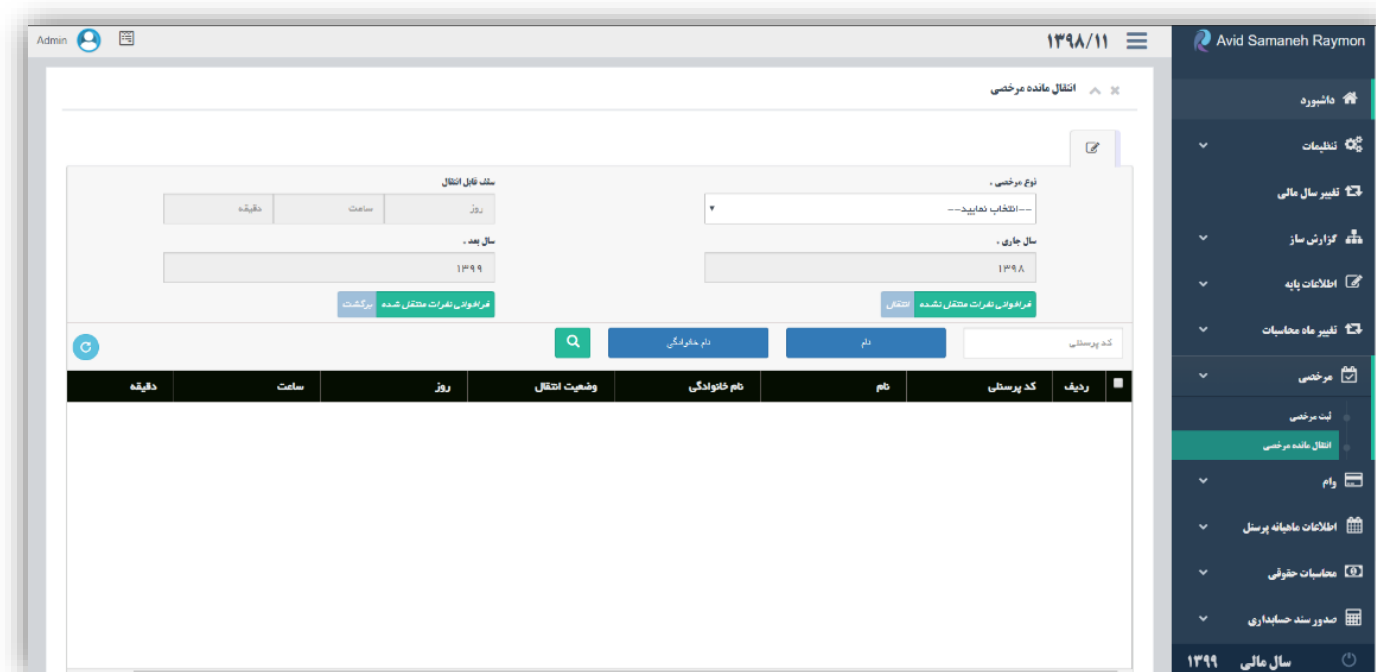 Avid Samaneh Raymon
۱۳۹۸/۱۱
Admin
داشبورد
تنظیمات
تغییر سال مالی
گزارش ساز
اطلاعات پایه
تغییر ماه محاسبات
مرخصی
ثبت مرخصی
انتقال مانده مرخصی
وام
اطلاعات ماهیانه پرسنل
محاسبات حقوقی
صدور سند حسابداری
سال مالی ۱۳۹۹
انتقال مانده مرخصی
نوع مرخصی
سقف قابل انتقال
--انتخاب نمایید--
روز ساعت دقیقه
سال جاری
سال بعد
۱۳۹۸
۱۳۹۹
فراخوانی نفرات منتقل نشده انتقال
فراخوانی نفرات منتقل شده برگشت
کد پرسنلی نام نام خانوادگی
ردیف کد پرسنلی نام نام خانوادگی وضعیت انتقال روز ساعت دقیقه